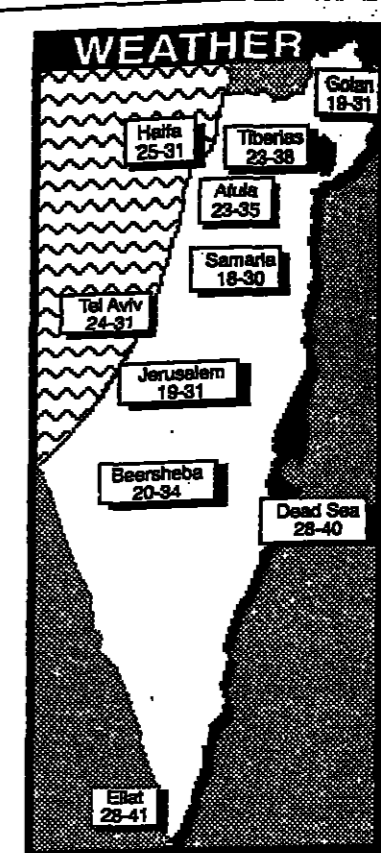 WEATHER
Golan
19-31
Haifa
25-31
Tiberias
23-38
Afula
23-35
Samaria
18-30
Tel Aviv
24-31
Jerusalem
19-31
Beersheba
20-34
Dead Sea
28-40
Eilat
28-41